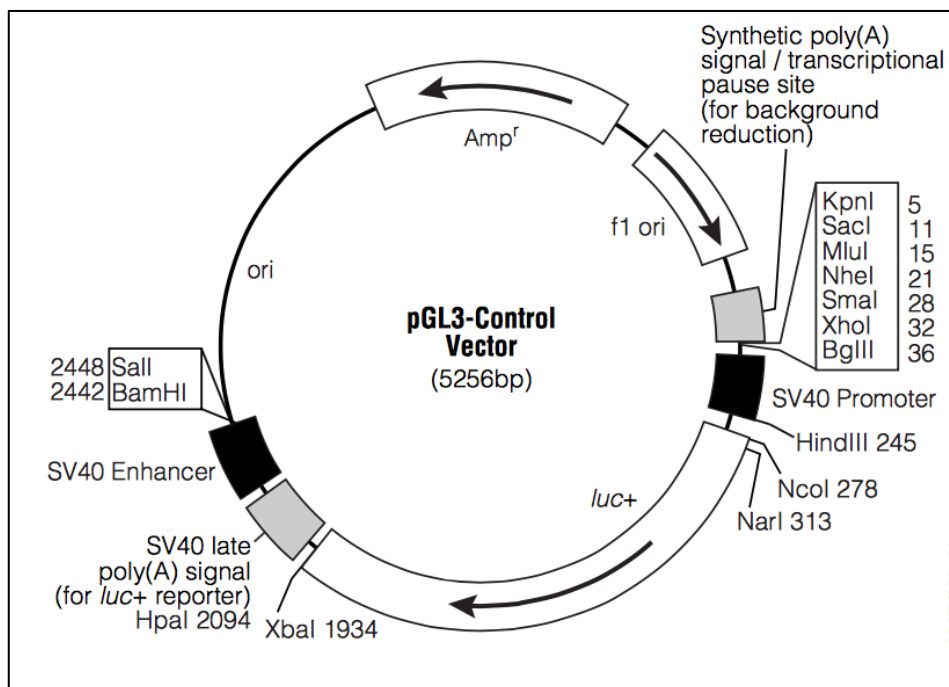 Synthetic poly(A)
signal / transcriptional
pause site
(for background
reduction)
Ampʳ
f1 ori
KpnI 5
SacI 11
MluI 15
NheI 21
SmaI 28
XhoI 32
BglII 36
ori
pGL3-Control
Vector
(5256bp)
2448 SalI
2442 BamHI
SV40 Promoter
HindIII 245
SV40 Enhancer
NcoI 278
luc+
NarI 313
SV40 late
poly(A) signal
(for luc+ reporter)
HpaI 2094
XbaI 1934